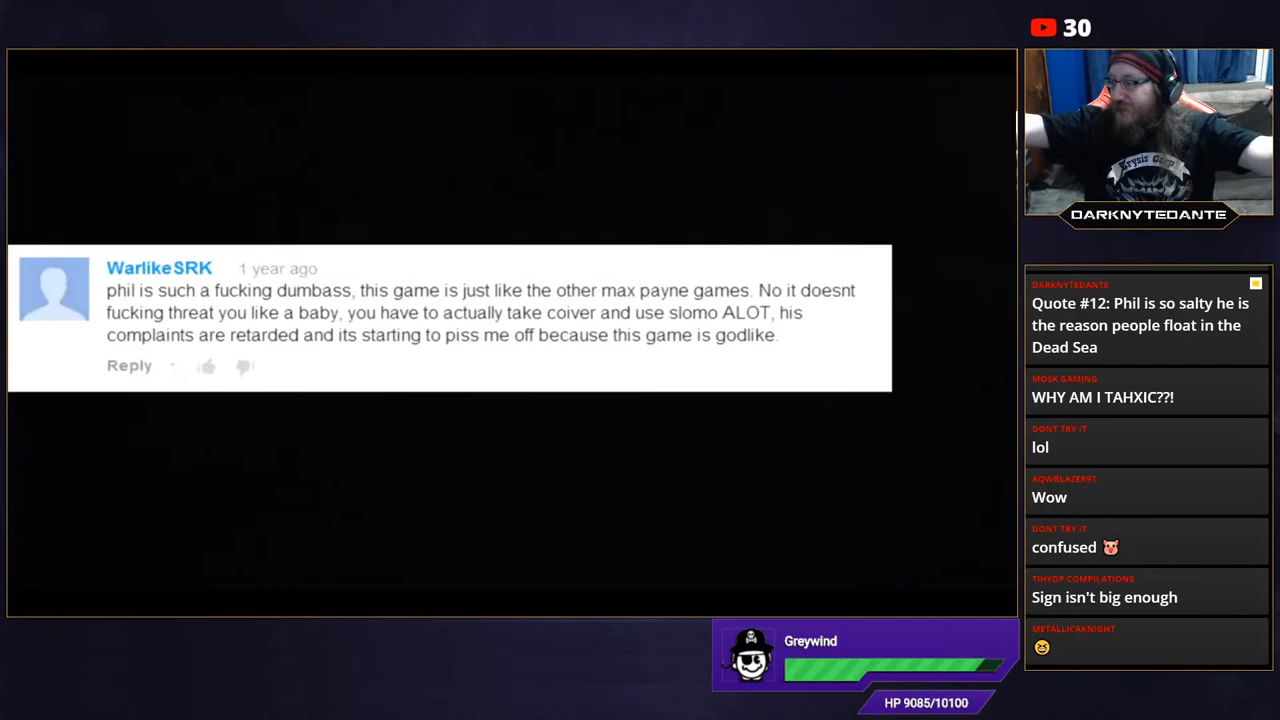 30
WarlikeSRK 1 year ago
phil is such a fucking dumbass, this game is just like the other max payne games. No it doesnt
fucking threat you like a baby, you have to actually take coiver and use slomo ALOT, his
complaints are retarded and its starting to piss me off because this game is godlike.
Reply
Krysis Corp
DARKNYTEDANTE
DARKNYTEDANTE
Quote #12: Phil is so salty he is
the reason people float in the
Dead Sea
MOSK GAMING
WHY AM I TAHXIC??!
DONT TRY IT
lol
AQWBLAZER91
Wow
DONT TRY IT
confused 🐷
TIHYDP COMPILATIONS
Sign isn't big enough
METALLICAKNIGHT
😆
Greywind
HP 9085/10100